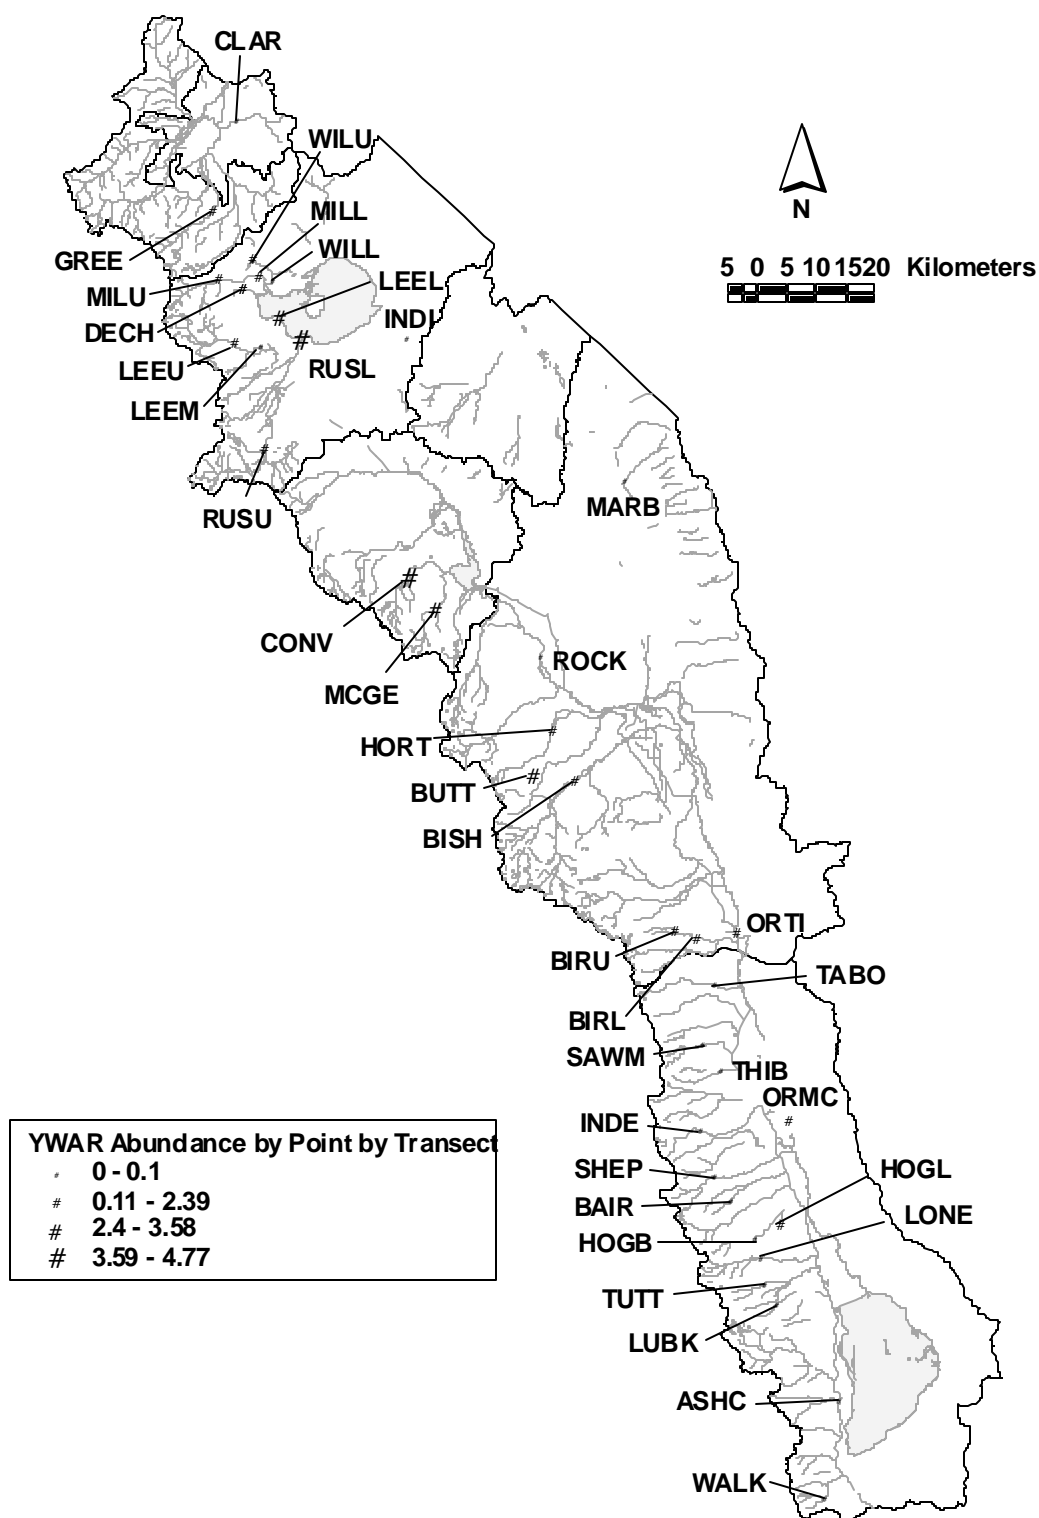 CLAR
WILU
MILL
WILL
GREE
MILU
LEEL
DECH
INDI
LEEU
RUSL
LEEM
RUSU
N
5 0 5 10 15 20 Kilometers
MARB
CONV
ROCK
MCGE
HORT
BUTT
BISH
ORTI
BIRU
TABO
BIRL
SAWM
THIB
ORMC
INDE
SHEP
HOGL
BAIR
LONE
HOGB
TUTT
LUBK
ASHC
WALK
YWAR Abundance by Point by Transect
# 0 - 0.1
# 0.11 - 2.39
# 2.4 - 3.58
# 3.59 - 4.77